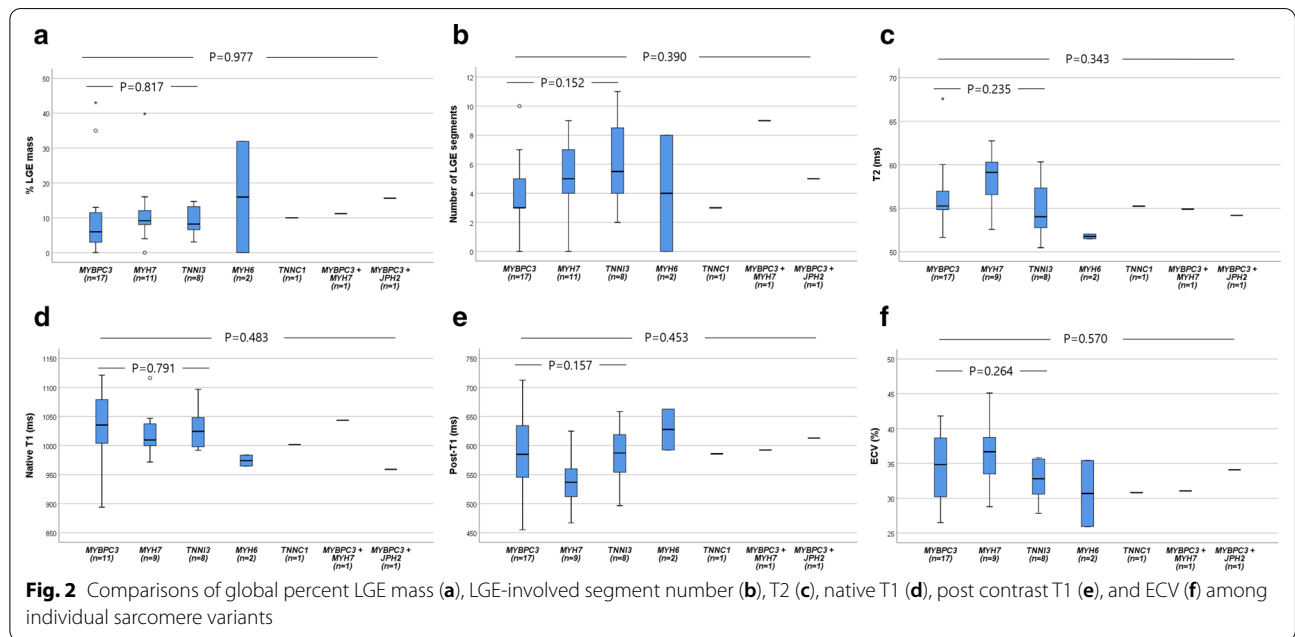 a
P=0.977
P=0.817
% LGE mass
50
40
30
20
10
0
MYBPC3 MYH7 TNNI3 MYH6 TNNC1 MYBPC3 + MYBPC3 +
(n=17) (n=11) (n=8) (n=2) (n=1) MYH7 JPH2
(n=1) (n=1)
b
P=0.390
P=0.152
Number of LGE segments
12
10
8
6
4
2
0
MYBPC3 MYH7 TNNI3 MYH6 TNNC1 MYBPC3 + MYBPC3 +
(n=17) (n=11) (n=8) (n=2) (n=1) MYH7 JPH2
(n=1) (n=1)
c
P=0.343
P=0.235
T2 (ms)
70
65
60
55
50
MYBPC3 MYH7 TNNI3 MYH6 TNNC1 MYBPC3 + MYBPC3 +
(n=17) (n=9) (n=8) (n=2) (n=1) MYH7 JPH2
(n=1) (n=1)
d
P=0.483
P=0.791
Native T1 (ms)
1150
1100
1050
1000
950
900
850
MYBPC3 MYH7 TNNI3 MYH6 TNNC1 MYBPC3 + MYBPC3 +
(n=11) (n=9) (n=8) (n=2) (n=1) MYH7 JPH2
(n=1) (n=1)
e
P=0.453
P=0.157
Post-T1 (ms)
750
700
650
600
550
500
450
400
MYBPC3 MYH7 TNNI3 MYH6 TNNC1 MYBPC3 + MYBPC3 +
(n=17) (n=9) (n=8) (n=2) (n=1) MYH7 JPH2
(n=1) (n=1)
f
P=0.570
P=0.264
ECV (%)
50
45
40
35
30
25
MYBPC3 MYH7 TNNI3 MYH6 TNNC1 MYBPC3 + MYBPC3 +
(n=17) (n=9) (n=8) (n=2) (n=1) MYH7 JPH2
(n=1) (n=1)
Fig. 2 Comparisons of global percent LGE mass (a), LGE-involved segment number (b), T2 (c), native T1 (d), post contrast T1 (e), and ECV (f) among
individual sarcomere variants